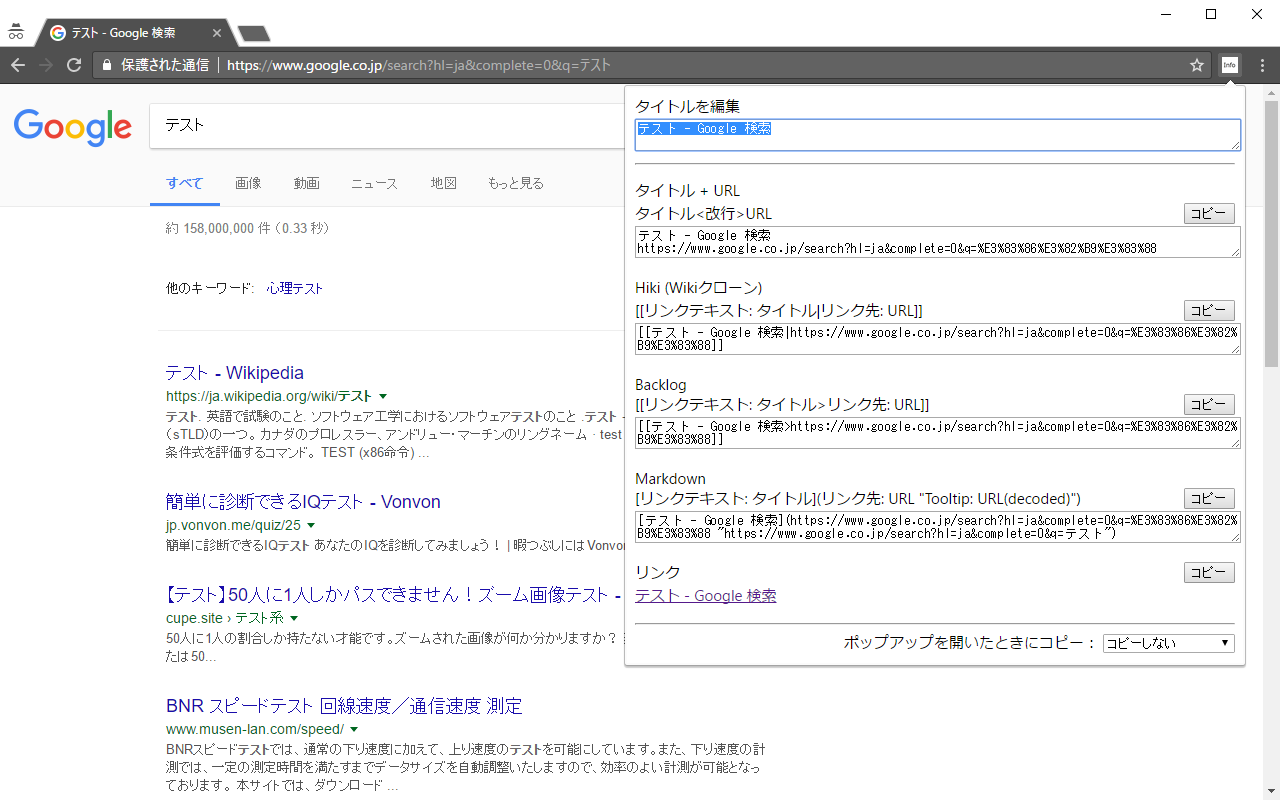 テスト - Google 検索
保護された通信 | https://www.google.co.jp/search?hl=ja&complete=0&q=テスト
Info
Google
テスト
すべて 画像 動画 ニュース 地図 もっと見る
約 158,000,000 件 (0.33 秒)
他のキーワード: 心理テスト
テスト - Wikipedia
https://ja.wikipedia.org/wiki/テスト
テスト. 英語で試験のこと. ソフトウェア工学におけるソフトウェアテストのこと .テスト -
(sTLD)の一つ。 カナダのプロレスラー、アンドリュー・マーチンのリングネーム · test
条件式を評価するコマンド。 TEST (x86命令) ...
簡単に診断できるIQテスト - Vonvon
jp.vonvon.me/quiz/25
簡単に診断できるIQテスト あなたのIQを診断してみましょう！ | 暇つぶしには Vonvon
【テスト】50人に1人しかパスできません！ズーム画像テスト -
cupe.site › テスト系
50人に1人の割合しか持たない才能です。ズームされた画像が何か分かりますか？
たは 50...
BNR スピードテスト 回線速度／通信速度 測定
www.musen-lan.com/speed/
BNRスピードテストでは、通常の下り速度に加えて、上り速度のテストを可能にしています。また、下り速度の計
測では、一定の測定時間を満たすまでデータサイズを自動調整いたしますので、効率のよい計測が可能となっ
ております。 本サイトでは、ダウンロード ...
タイトルを編集
テスト - Google 検索
タイトル + URL
タイトル<改行>URL
コピー
テスト - Google 検索
https://www.google.co.jp/search?hl=ja&complete=0&q=%E3%83%86%E3%82%B9%E3%83%88
Hiki (Wikiクローン)
[[リンクテキスト: タイトル|リンク先: URL]]
コピー
[[テスト - Google 検索|https://www.google.co.jp/search?hl=ja&complete=0&q=%E3%83%86%E3%82%
B9%E3%83%88]]
Backlog
[[リンクテキスト: タイトル>リンク先: URL]]
コピー
[[テスト - Google 検索>https://www.google.co.jp/search?hl=ja&complete=0&q=%E3%83%86%E3%82%
B9%E3%83%88]]
Markdown
[リンクテキスト: タイトル](リンク先: URL "Tooltip: URL(decoded)")
コピー
[テスト - Google 検索](https://www.google.co.jp/search?hl=ja&complete=0&q=%E3%83%86%E3%82%
B9%E3%83%88 "https://www.google.co.jp/search?hl=ja&complete=0&q=テスト")
リンク
コピー
テスト - Google 検索
ポップアップを開いたときにコピー： コピーしない